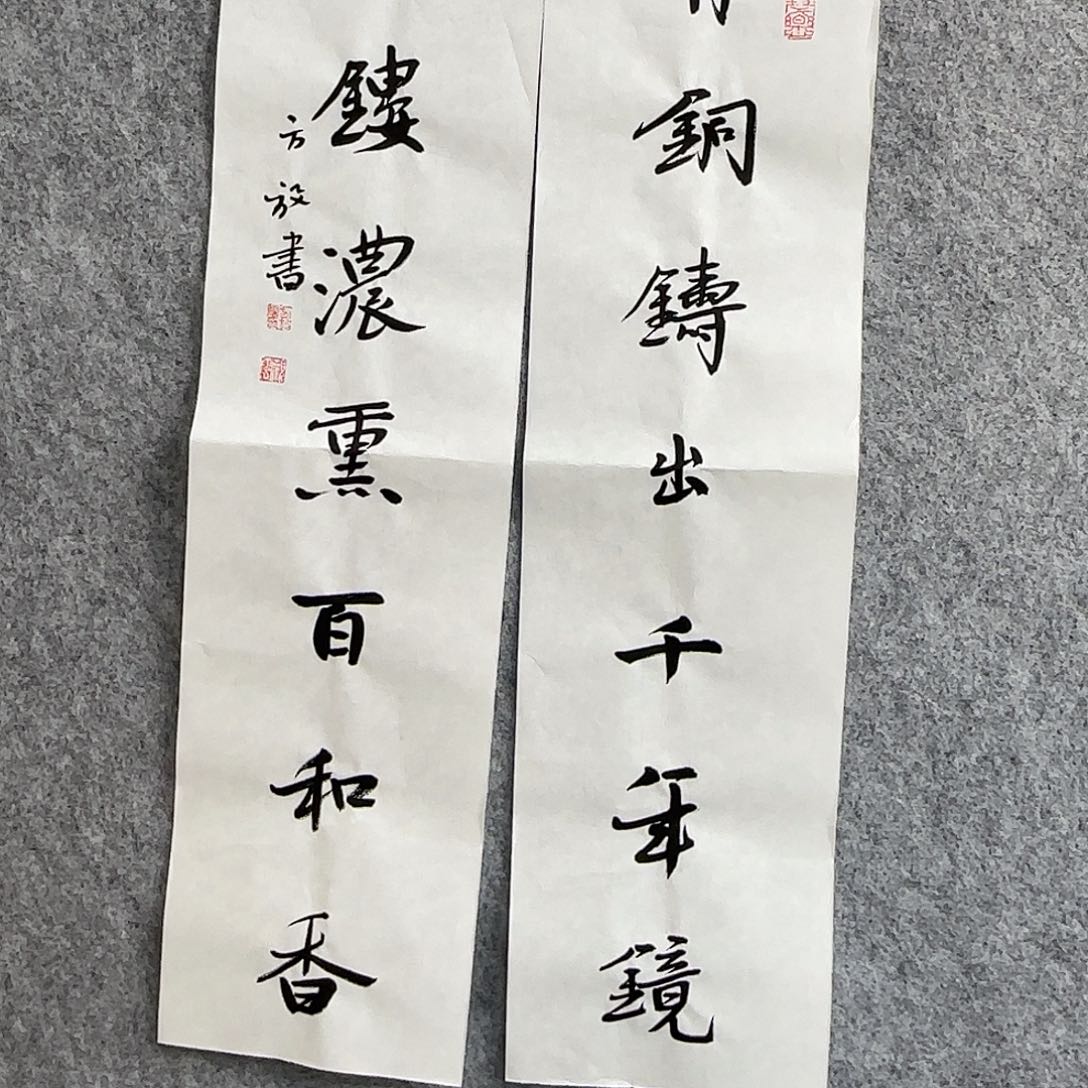 銅鑄出千年鏡
鏤濃熏百和香
方放書